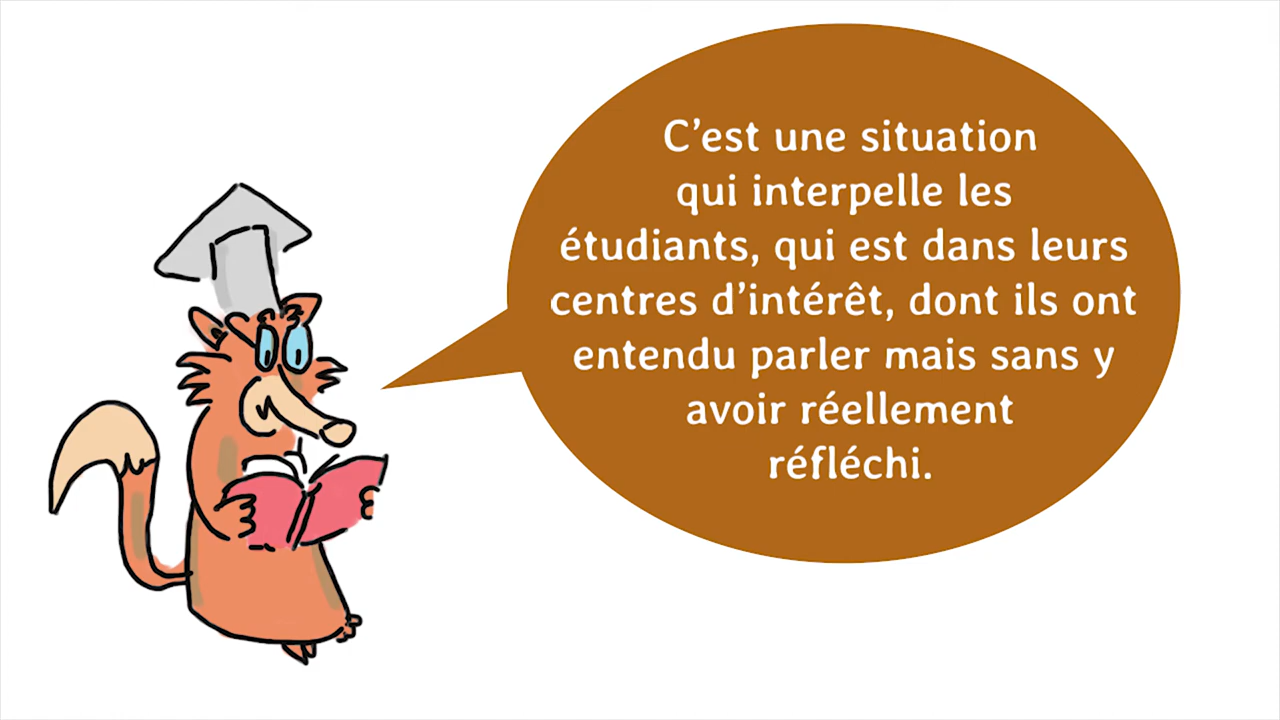 C’est une situation
qui interpelle les
étudiants, qui est dans leurs
centres d’intérêt, dont ils ont
entendu parler mais sans y
avoir réellement
réfléchi.